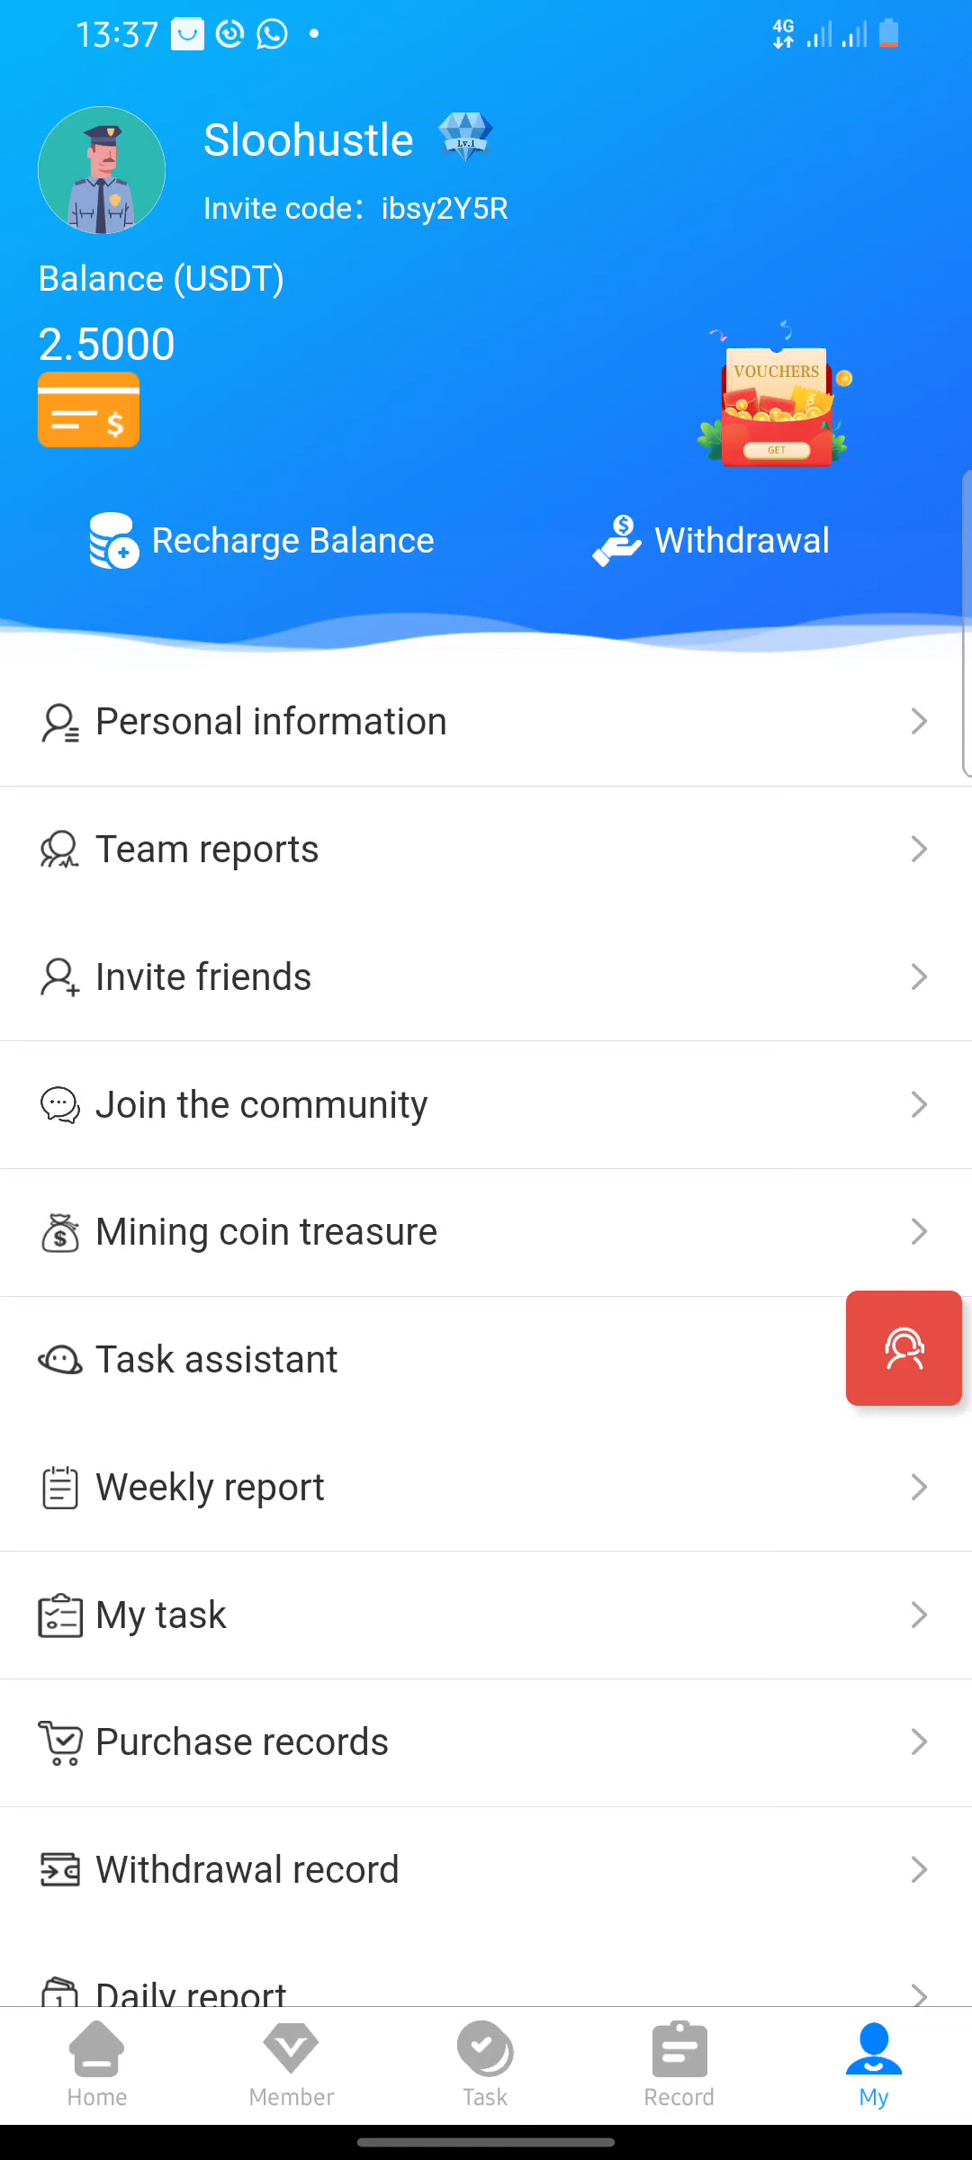 13:37
4G
Sloohustle
Lv.1
Invite code: ibsy2Y5R
Balance (USDT)
2.5000
VOUCHERS
GET
Recharge Balance
Withdrawal
Personal information
Team reports
Invite friends
Join the community
Mining coin treasure
Task assistant
Weekly report
My task
Purchase records
Withdrawal record
Daily report
Home
Member
Task
Record
My